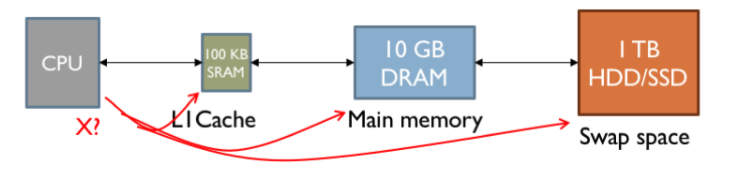 CPU
100 KB
SRAM
10 GB
DRAM
1 TB
HDD/SSD
X?
L1Cache
Main memory
Swap space